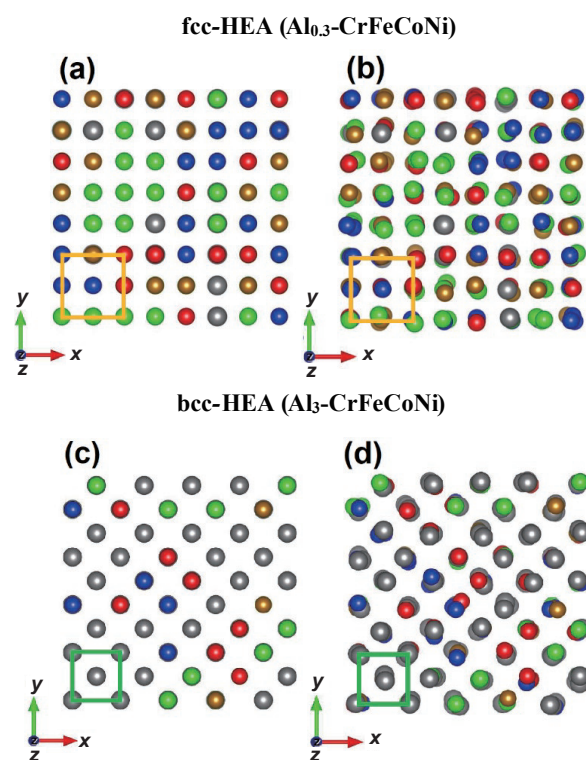 fcc-HEA (Al0.3-CrFeCoNi)
(a) (b)
y y
z x z x
bcc-HEA (Al3-CrFeCoNi)
(c) (d)
y y
z x z x